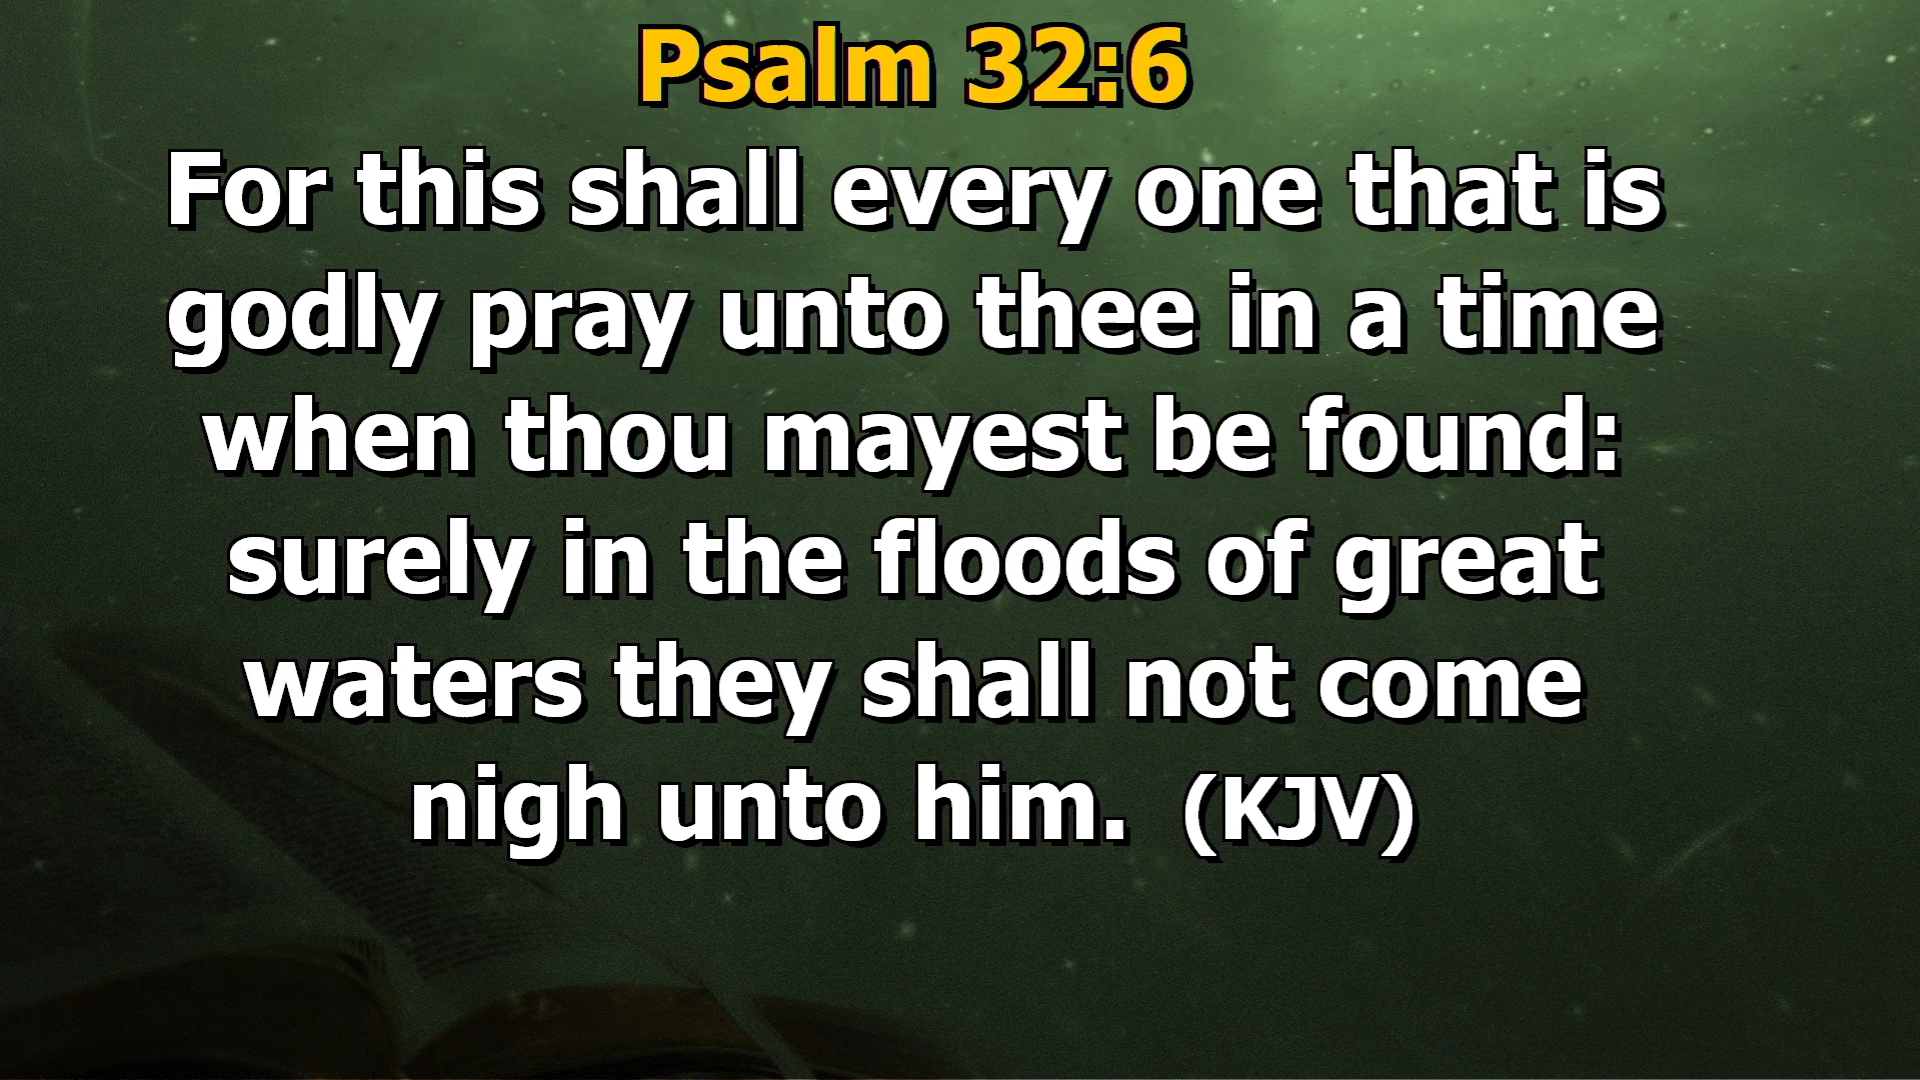 Psalm 32:6
For this shall every one that is
godly pray unto thee in a time
when thou mayest be found:
surely in the floods of great
waters they shall not come
nigh unto him.  (KJV)